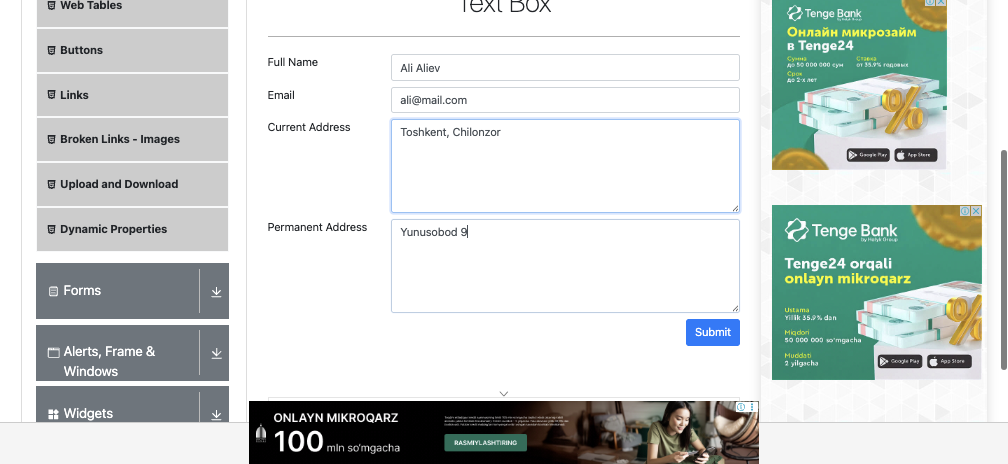 Web Tables
Buttons
Links
Broken Links - Images
Upload and Download
Dynamic Properties
Forms
Alerts, Frame &
Windows
Widgets
Text Box
Full Name
Ali Aliev
Email
ali@mail.com
Current Address
Toshkent, Chilonzor
Permanent Address
Yunusobod 9
Submit
Tenge Bank
by Halyk Group
Онлайн микрозайм
в Tenge24
Сумма
до 50 000 000 сум
Ставка
от 35.9% годовых
Срок
до 2-х лет
Google Play
App Store
Tenge Bank
by Halyk Group
Tenge24 orqali
onlayn mikroqarz
Ustama
Yillik 35.9% dan
Miqdori
50 000 000 so'mgacha
Muddati
2 yilgacha
Google Play
App Store
ONLAYN MIKROQARZ
100 mln so'mgacha
RASMIYLASHTIRING